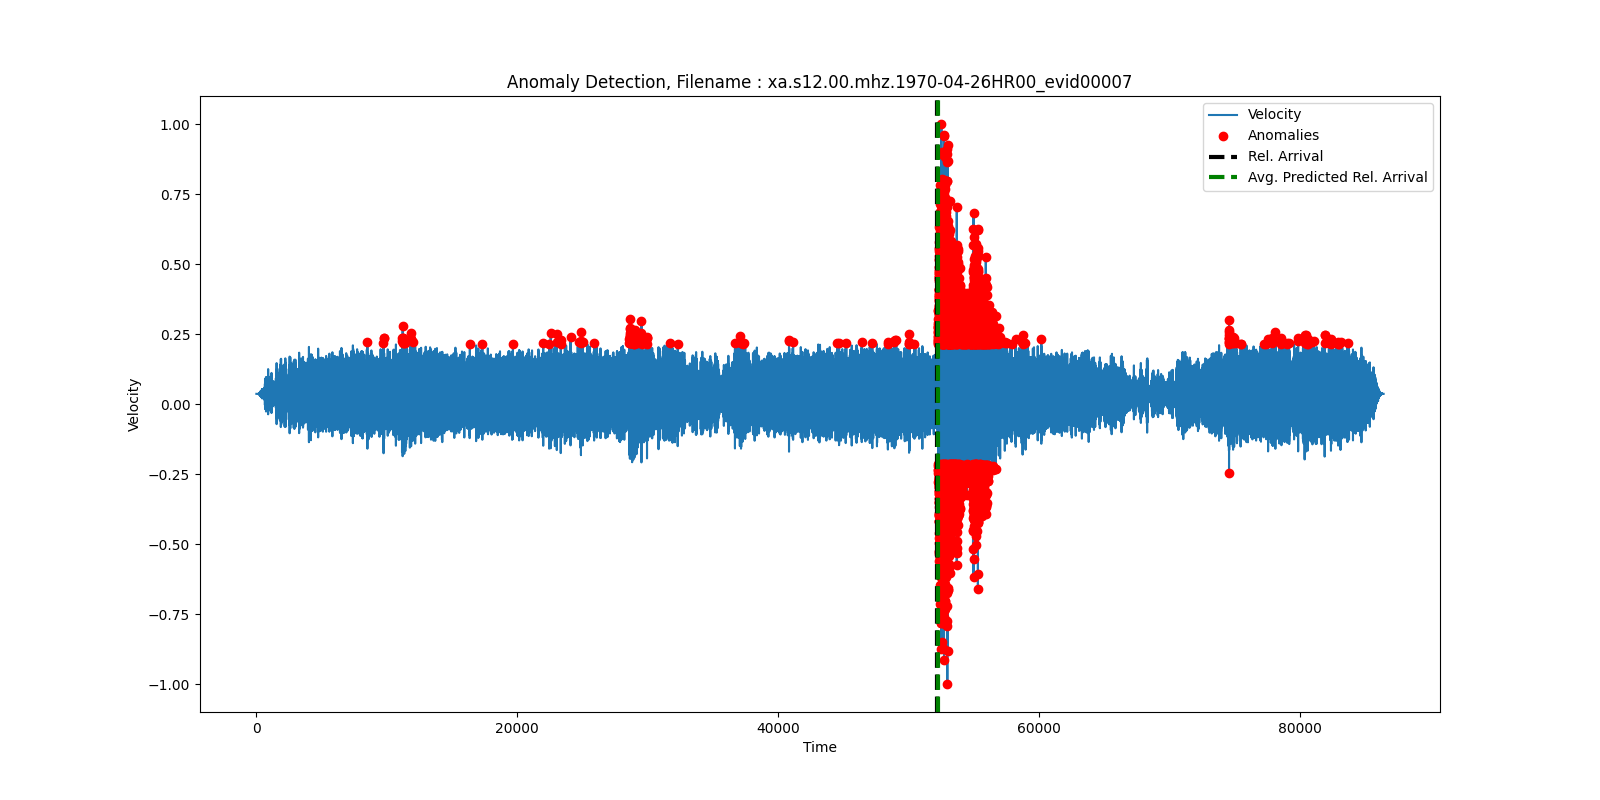 Anomaly Detection, Filename : xa.s12.00.mhz.1970-04-26HR00_evid00007
Velocity
Anomalies
Rel. Arrival
Avg. Predicted Rel. Arrival
1.00
0.75
0.50
0.25
0.00
−0.25
−0.50
−0.75
−1.00
Velocity
0
20000
40000
60000
80000
Time